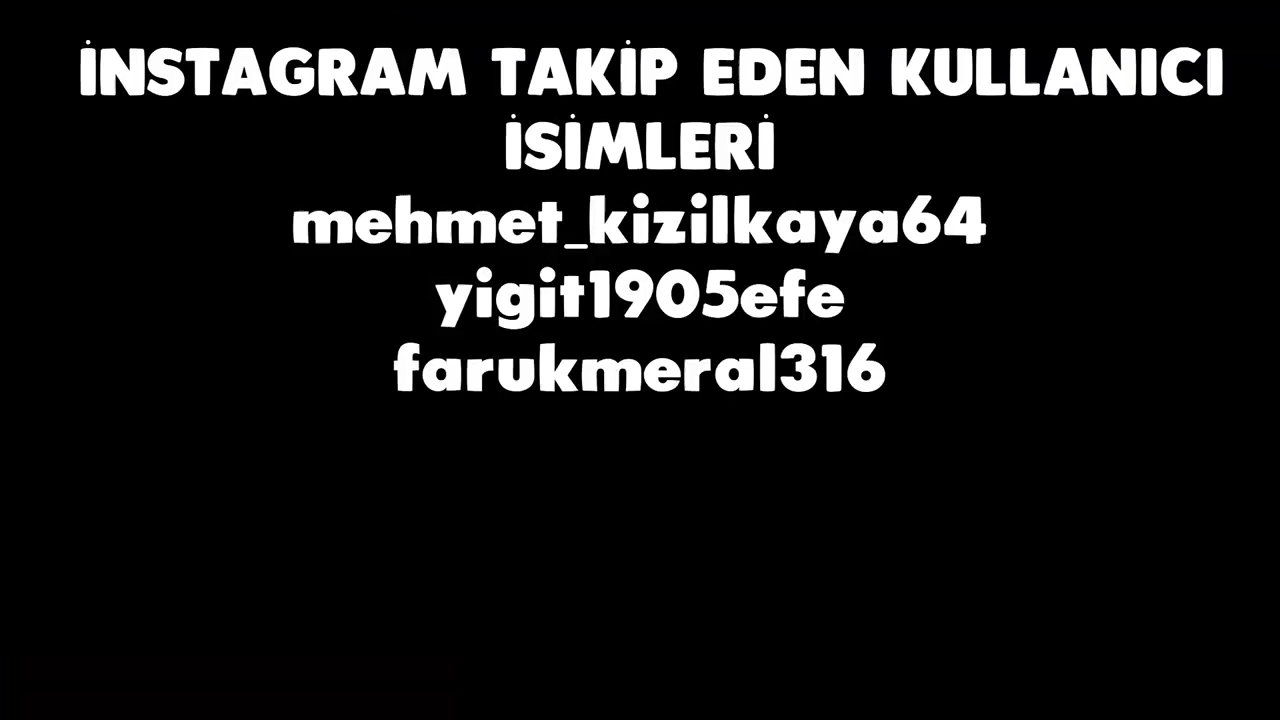 İNSTAGRAM TAKİP EDEN KULLANICI
İSİMLERİ
mehmet_kizilkaya64
yigit1905efe
farukmeral316